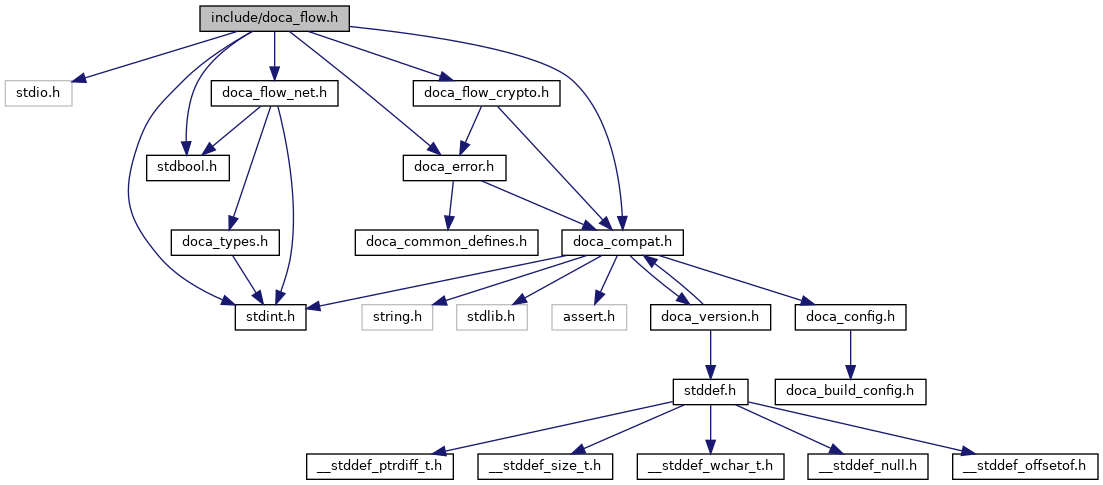 include/doca_flow.h
stdio.h
doca_flow_net.h
doca_flow_crypto.h
stdbool.h
doca_error.h
doca_types.h
doca_common_defines.h
doca_compat.h
stdint.h
string.h
stdlib.h
assert.h
doca_version.h
doca_config.h
stddef.h
doca_build_config.h
__stddef_ptrdiff_t.h
__stddef_size_t.h
__stddef_wchar_t.h
__stddef_null.h
__stddef_offsetof.h